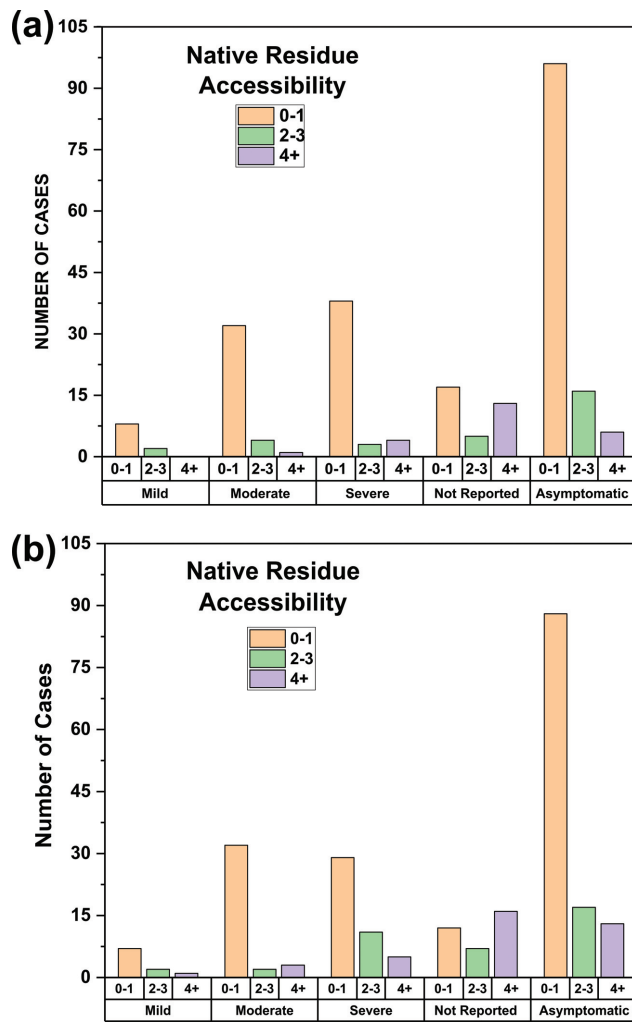 (a)
105
90
75
60
45
30
15
0
NUMBER OF CASES
Native Residue
Accessibility
0-1
2-3
4+
0-1 2-3 4+ 0-1 2-3 4+ 0-1 2-3 4+ 0-1 2-3 4+ 0-1 2-3 4+
Mild Moderate Severe Not Reported Asymptomatic
(b)
105
90
75
60
45
30
15
0
Number of Cases
Native Residue
Accessibility
0-1
2-3
4+
0-1 2-3 4+ 0-1 2-3 4+ 0-1 2-3 4+ 0-1 2-3 4+ 0-1 2-3 4+
Mild Moderate Severe Not Reported Asymptomatic